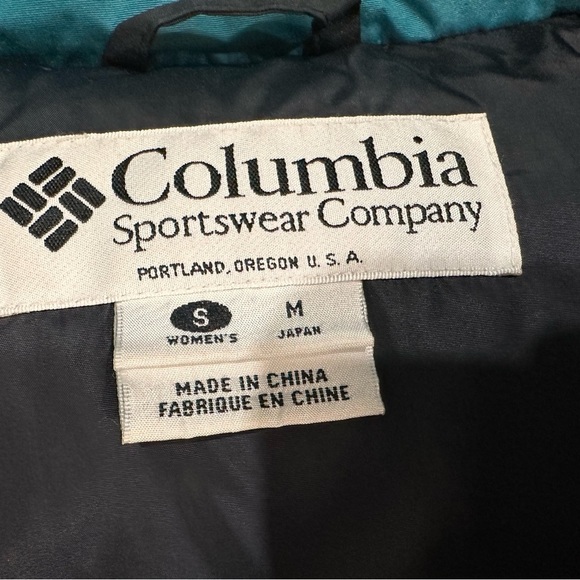 Columbia
Sportswear Company
PORTLAND, OREGON U. S. A.
S M
WOMEN'S JAPAN
MADE IN CHINA
FABRIQUE EN CHINE